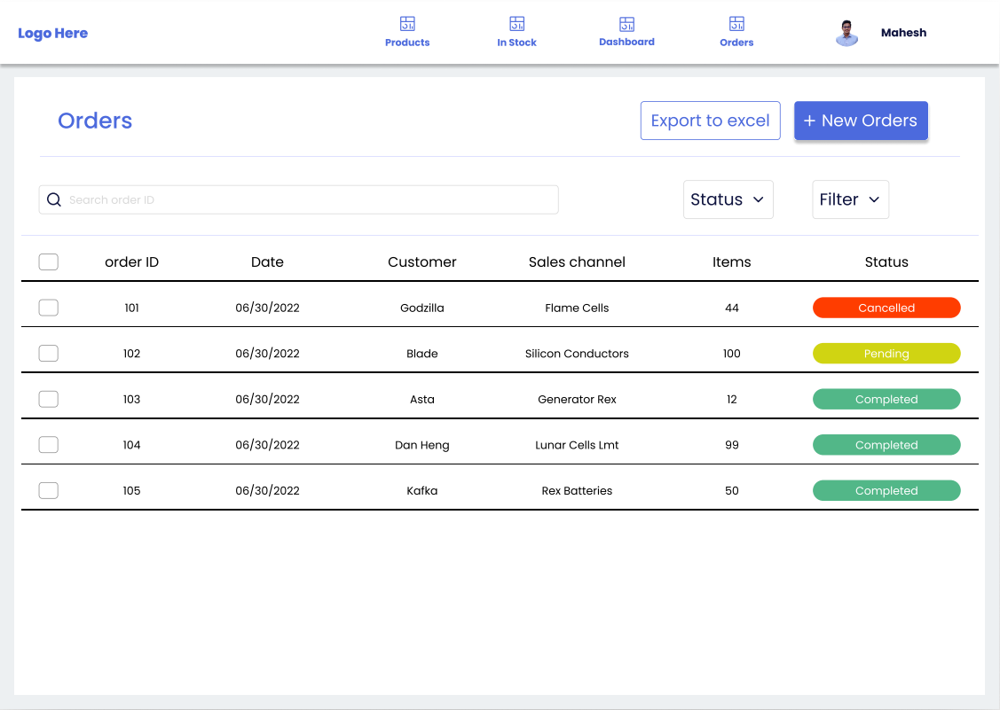 Logo Here
Products In Stock Dashboard Orders Mahesh
Orders Export to excel + New Orders
Search order ID Status Filter
order ID Date Customer Sales channel Items Status
101 06/30/2022 Godzilla Flame Cells 44 Cancelled
102 06/30/2022 Blade Silicon Conductors 100 Pending
103 06/30/2022 Asta Generator Rex 12 Completed
104 06/30/2022 Dan Heng Lunar Cells Lmt 99 Completed
105 06/30/2022 Kafka Rex Batteries 50 Completed